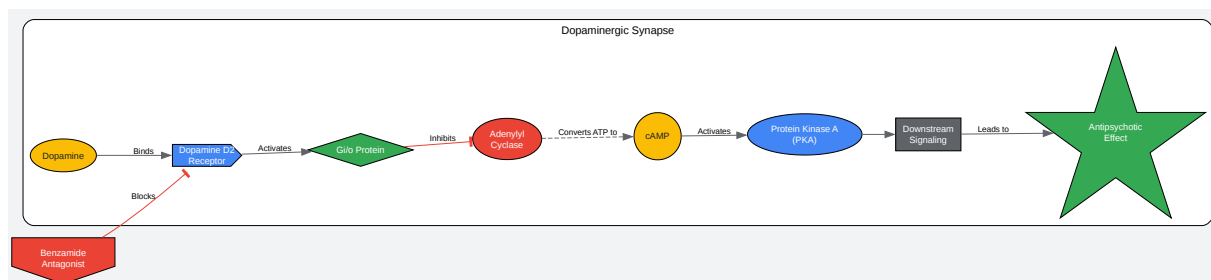 Dopaminergic Synapse
Dopamine
Binds
Dopamine D2
Receptor
Activates
Gi/o Protein
Inhibits
Adenylyl
Cyclase
Converts ATP to
cAMP
Activates
Protein Kinase A
(PKA)
Downstream
Signaling
Leads to
Antipsychotic
Effect
Blocks
Benzamide
Antagonist